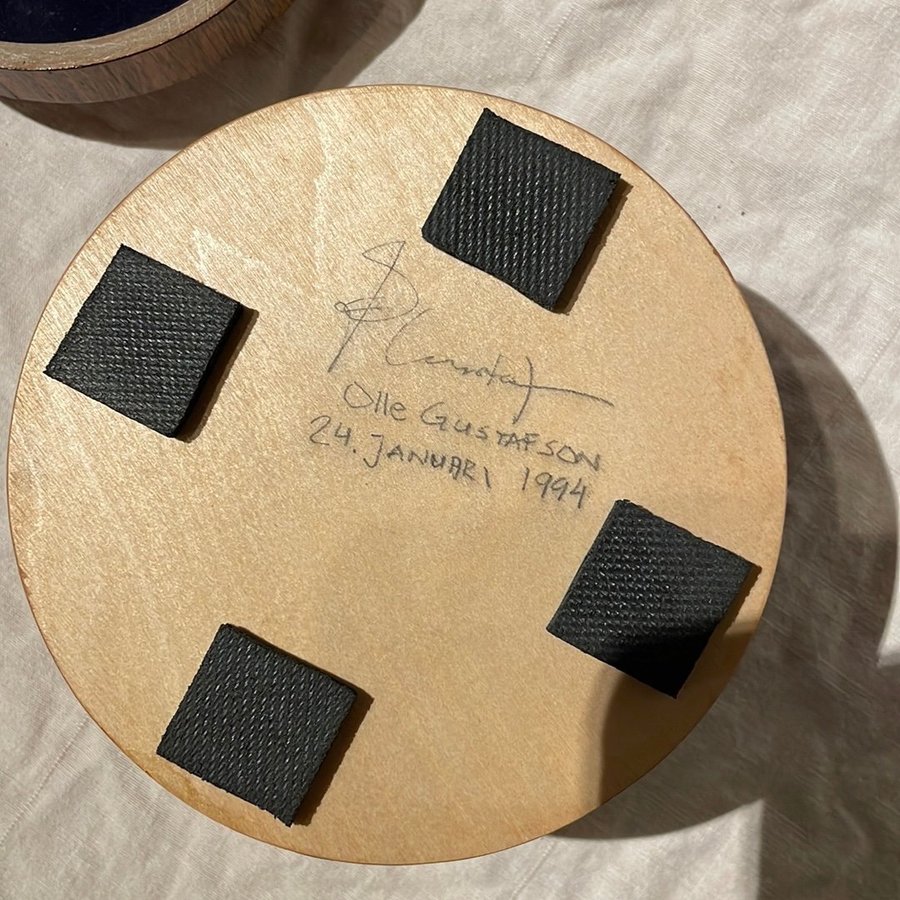 Olle GUSTAFSON
24. JANUARI 1994